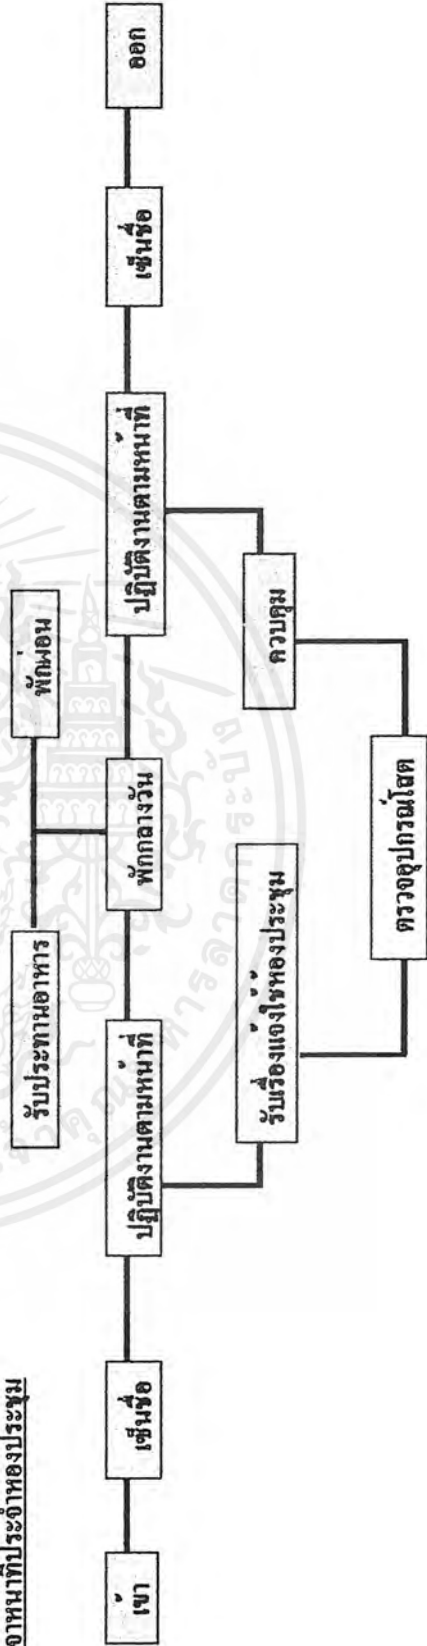 เจ้าหน้าที่ประจำห้องประชุม
เข้า
เซ็นชื่อ
ปฏิบัติงานตามหน้าที่
รับประทานอาหาร
พักกลางวัน
พักผ่อน
ปฏิบัติงานตามหน้าที่
เซ็นชื่อ
ออก
รับเรื่องแจ้งใช้ห้องประชุม
ตรวจอุปกรณ์โสต
ควบคุม